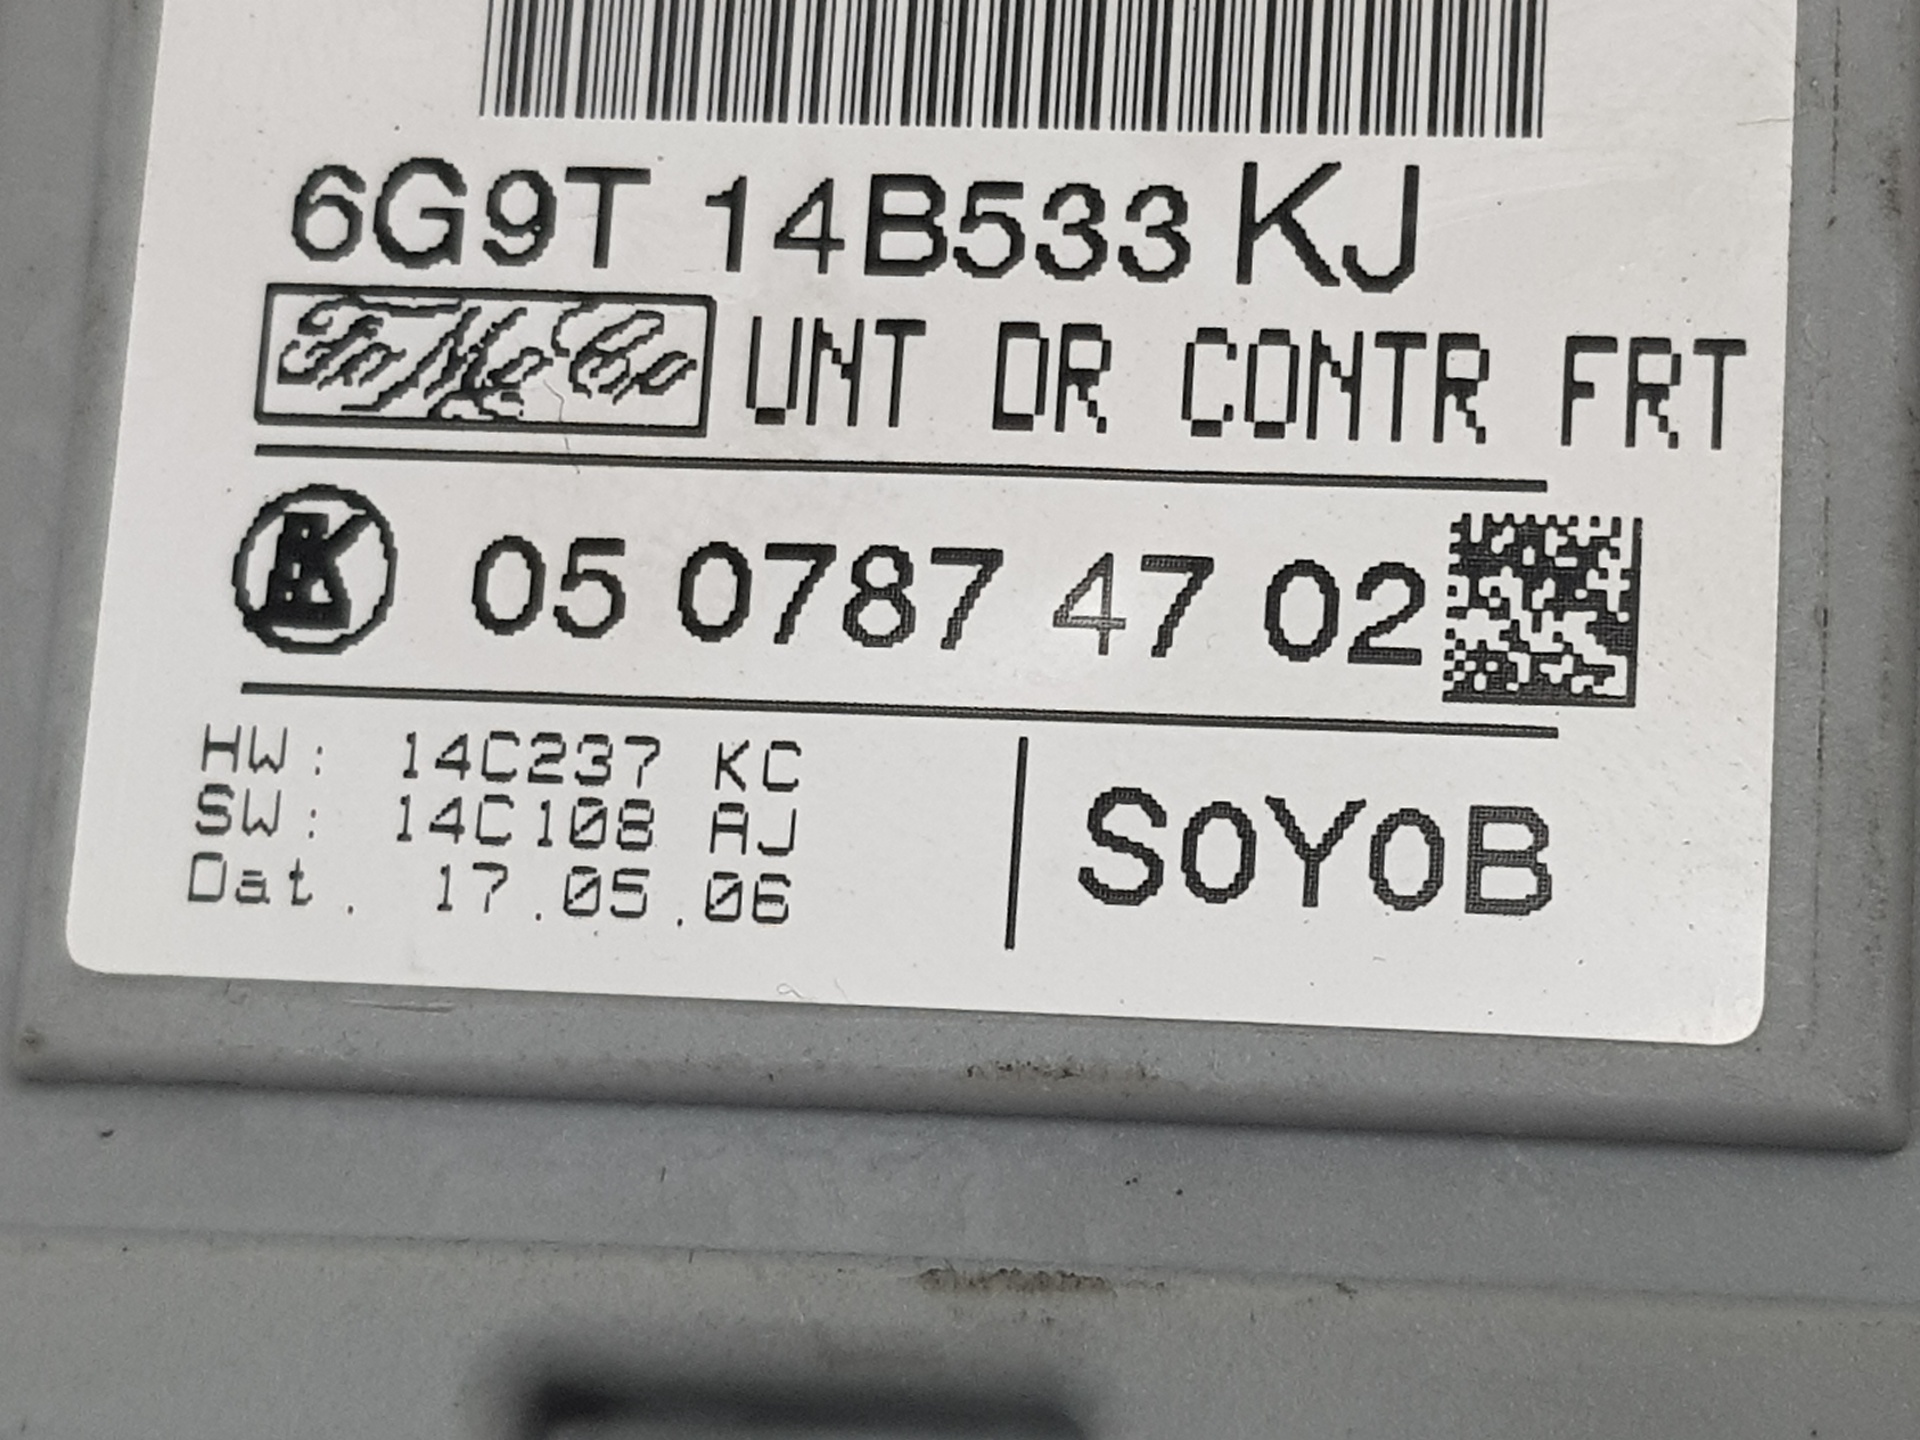 6G9T 14B533 KJ
FoMoCo UNT DR CONTR FRT
K 05 0787 47 02
HW: 14C237 KC
SW: 14C108 AJ
Dat. 17.05.06
S0Y0B